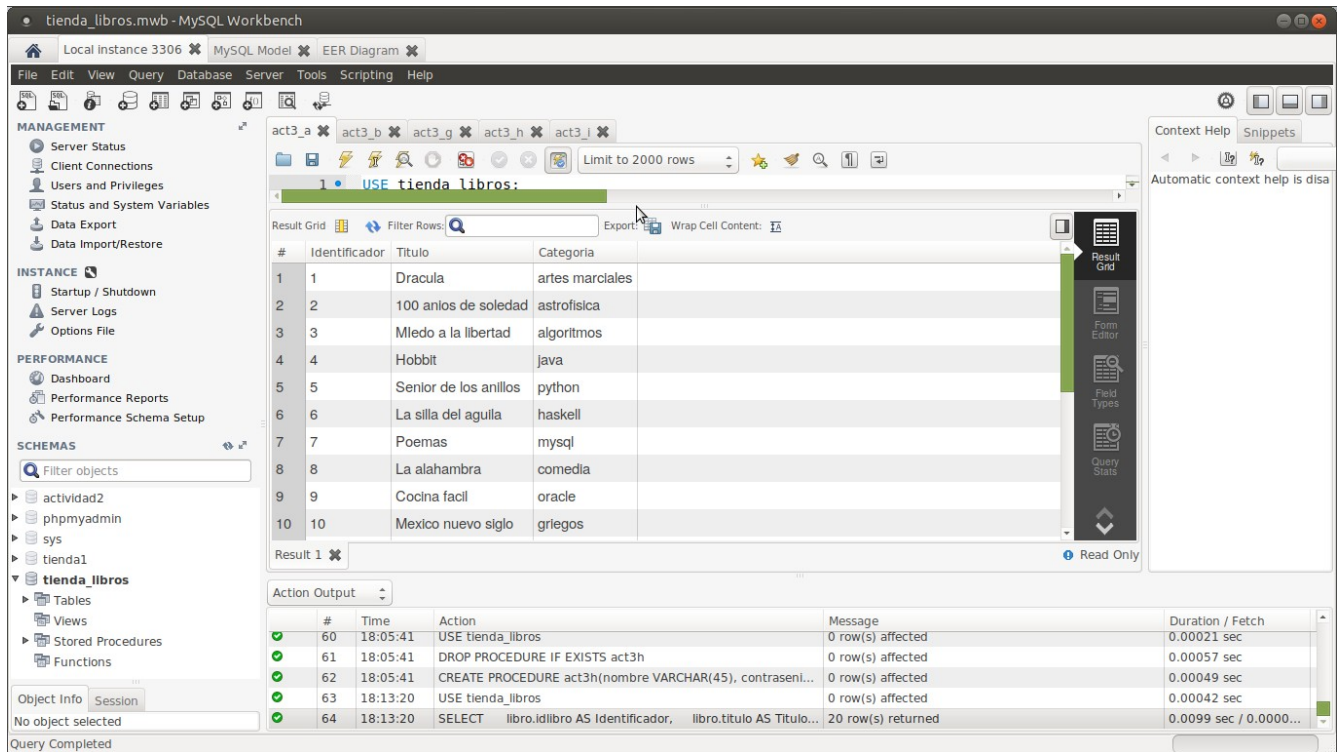 tienda_libros.mwb - MySQL Workbench
Local instance 3306 MySQL Model EER Diagram
File Edit View Query Database Server Tools Scripting Help
MANAGEMENT
Server Status
Client Connections
Users and Privileges
Status and System Variables
Data Export
Data Import/Restore
INSTANCE
Startup / Shutdown
Server Logs
Options File
PERFORMANCE
Dashboard
Performance Reports
Performance Schema Setup
SCHEMAS
Filter objects
actividad2
phpmyadmin
sys
tienda1
tienda_libros
Tables
Views
Stored Procedures
Functions
Object Info Session
No object selected
act3_a act3_b act3_g act3_h act3_i
Limit to 2000 rows
1 USE tienda_libros;
Result Grid Filter Rows: Export: Wrap Cell Content:
# Identificador Titulo Categoria
1 1 Dracula artes marciales
2 2 100 anios de soledad astrofisica
3 3 MIedo a la libertad algoritmos
4 4 Hobbit java
5 5 Senior de los anillos python
6 6 La silla del aguila haskell
7 7 Poemas mysql
8 8 La alahambra comedia
9 9 Cocina facil oracle
10 10 Mexico nuevo siglo griegos
Result Grid
Form Editor
Field Types
Query Stats
Result 1 Read Only
Context Help Snippets
Automatic context help is disa
Action Output
# Time Action Message Duration / Fetch
60 18:05:41 USE tienda_libros 0 row(s) affected 0.00021 sec
61 18:05:41 DROP PROCEDURE IF EXISTS act3h 0 row(s) affected 0.00057 sec
62 18:05:41 CREATE PROCEDURE act3h(nombre VARCHAR(45), contraseni... 0 row(s) affected 0.00049 sec
63 18:13:20 USE tienda_libros 0 row(s) affected 0.00042 sec
64 18:13:20 SELECT libro.idlibro AS Identificador, libro.titulo AS Titulo... 20 row(s) returned 0.0099 sec / 0.0000...
Query Completed